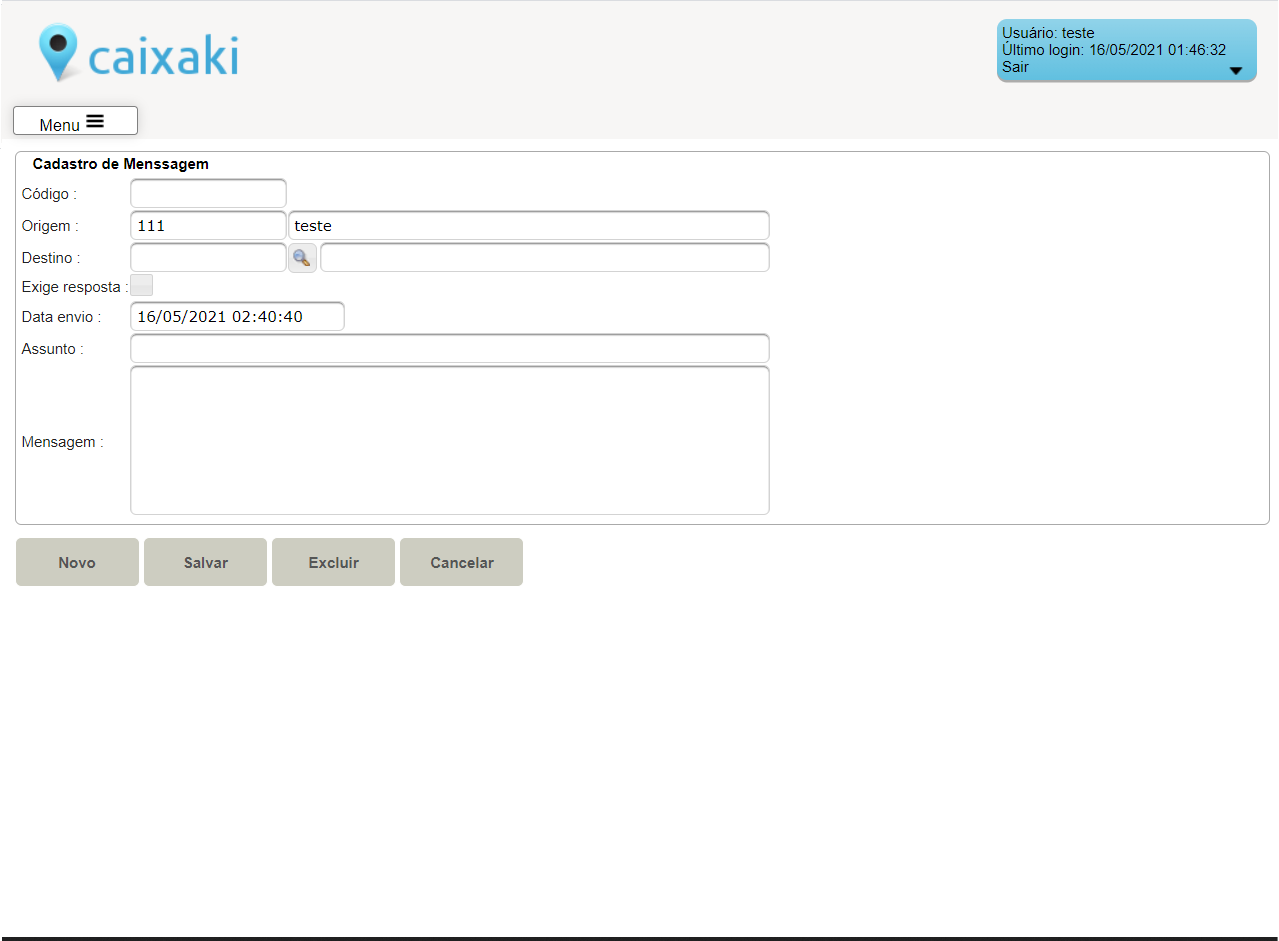 caixaki
Usuário: teste
Último login: 16/05/2021 01:46:32
Sair
Menu
Cadastro de Menssagem
Código :
Origem : 111 teste
Destino :
Exige resposta :
Data envio : 16/05/2021 02:40:40
Assunto :
Mensagem :
Novo Salvar Excluir Cancelar